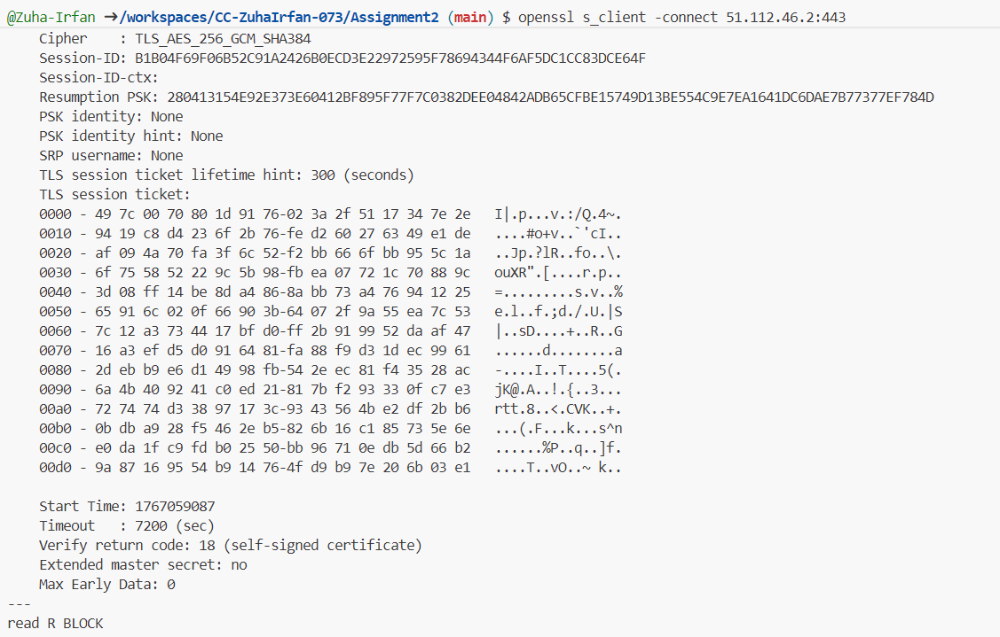 @Zuha-Irfan → /workspaces/CC-ZuhaIrfan-073/Assignment2 (main) $ openssl s_client -connect 51.112.46.2:443
Cipher    : TLS_AES_256_GCM_SHA384
Session-ID: B1B04F69F06B52C91A2426B0ECD3E22972595F78694344F6AF5DC1CC83DCE64F
Session-ID-ctx:
Resumption PSK: 280413154E92E373E60412BF895F77F7C0382DEE04842ADB65CFBE15749D13BE554C9E7EA1641DC6DAE7B77377EF784D
PSK identity: None
PSK identity hint: None
SRP username: None
TLS session ticket lifetime hint: 300 (seconds)
TLS session ticket:
0000 - 49 7c 00 70 80 1d 91 76-02 3a 2f 51 17 34 7e 2e   I|.p...v.:/Q.4~.
0010 - 94 19 c8 d4 23 6f 2b 76-fe d2 60 27 63 49 e1 de   ....#o+v..`'cI..
0020 - af 09 4a 70 fa 3f 6c 52-f2 bb 66 6f bb 95 5c 1a   ..Jp.?lR..fo..\.
0030 - 6f 75 58 52 22 9c 5b 98-fb ea 07 72 1c 70 88 9c   ouXR".[....r.p..
0040 - 3d 08 ff 14 be 8d a4 86-8a bb 73 a4 76 94 12 25   =.........s.v..%
0050 - 65 91 6c 02 0f 66 90 3b-64 07 2f 9a 55 ea 7c 53   e.l..f.;d./.U.|S
0060 - 7c 12 a3 73 44 17 bf d0-ff 2b 91 99 52 da af 47   |..sD....+..R..G
0070 - 16 a3 ef d5 d0 91 64 81-fa 88 f9 d3 1d ec 99 61   ......d........a
0080 - 2d eb b9 e6 d1 49 98 fb-54 2e ec 81 f4 35 28 ac   -....I..T....5(.
0090 - 6a 4b 40 92 41 c0 ed 21-81 7b f2 93 33 0f c7 e3   jK@.A..!.{..3...
00a0 - 72 74 74 d3 38 97 17 3c-93 43 56 4b e2 df 2b b6   rtt.8..<.CVK..+.
00b0 - 0b db a9 28 f5 46 2e b5-82 6b 16 c1 85 73 5e 6e   ...(.F...k...s^n
00c0 - e0 da 1f c9 fd b0 25 50-bb 96 71 0e db 5d 66 b2   ......%P..q..]f.
00d0 - 9a 87 16 95 54 b9 14 76-4f d9 b9 7e 20 6b 03 e1   ....T..vO..~ k..
Start Time: 1767059087
Timeout   : 7200 (sec)
Verify return code: 18 (self-signed certificate)
Extended master secret: no
Max Early Data: 0
---
read R BLOCK